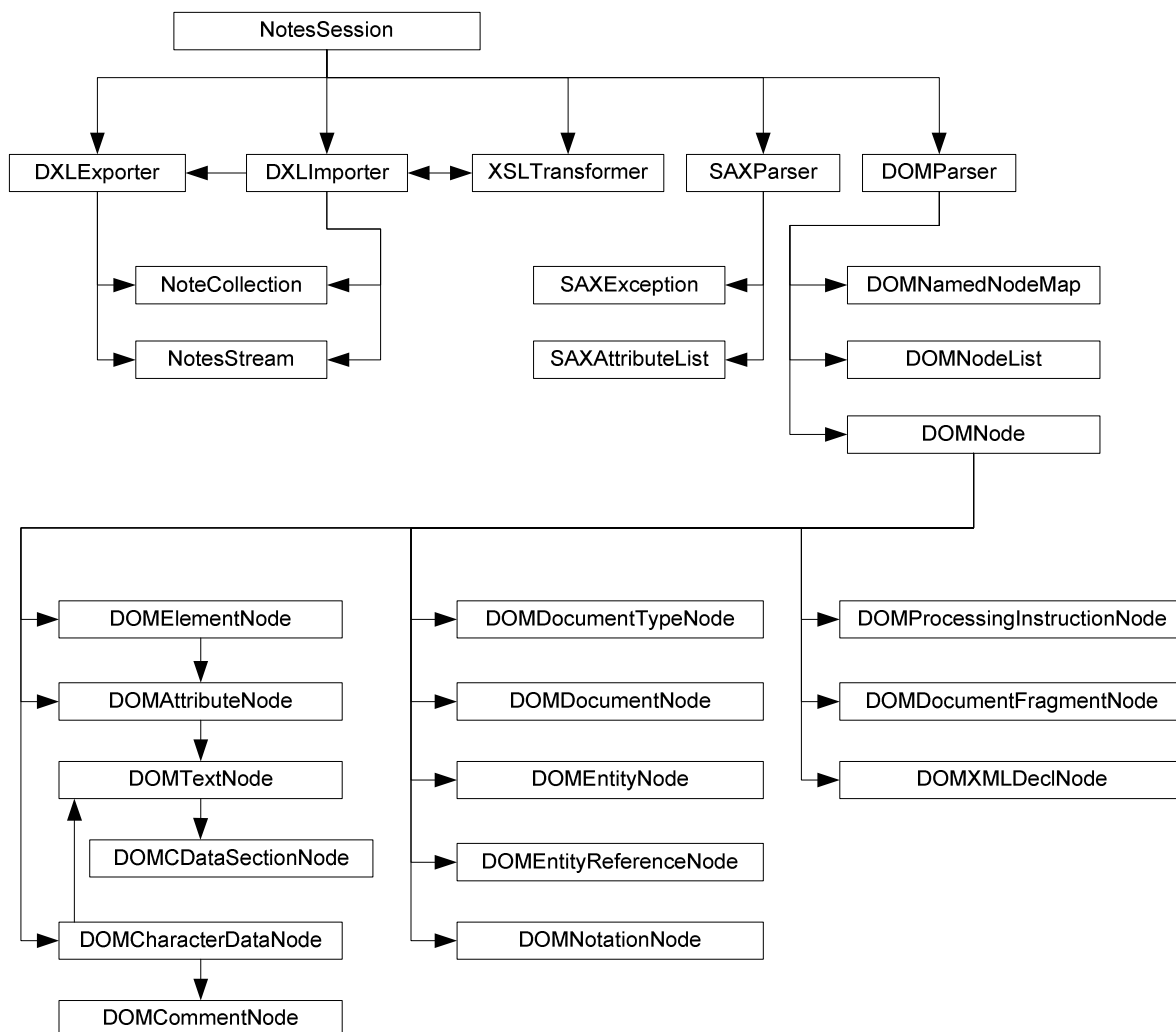 NotesSession
DXLExporter
DXLImporter
XSLTransformer
SAXParser
DOMParser
NoteCollection
SAXException
DOMNamedNodeMap
NotesStream
SAXAttributeList
DOMNodeList
DOMNode
DOMElementNode
DOMDocumentTypeNode
DOMProcessingInstructionNode
DOMAttributeNode
DOMDocumentNode
DOMDocumentFragmentNode
DOMTextNode
DOMEntityNode
DOMXMLDeclNode
DOMCDataSectionNode
DOMEntityReferenceNode
DOMCharacterDataNode
DOMNotationNode
DOMCommentNode